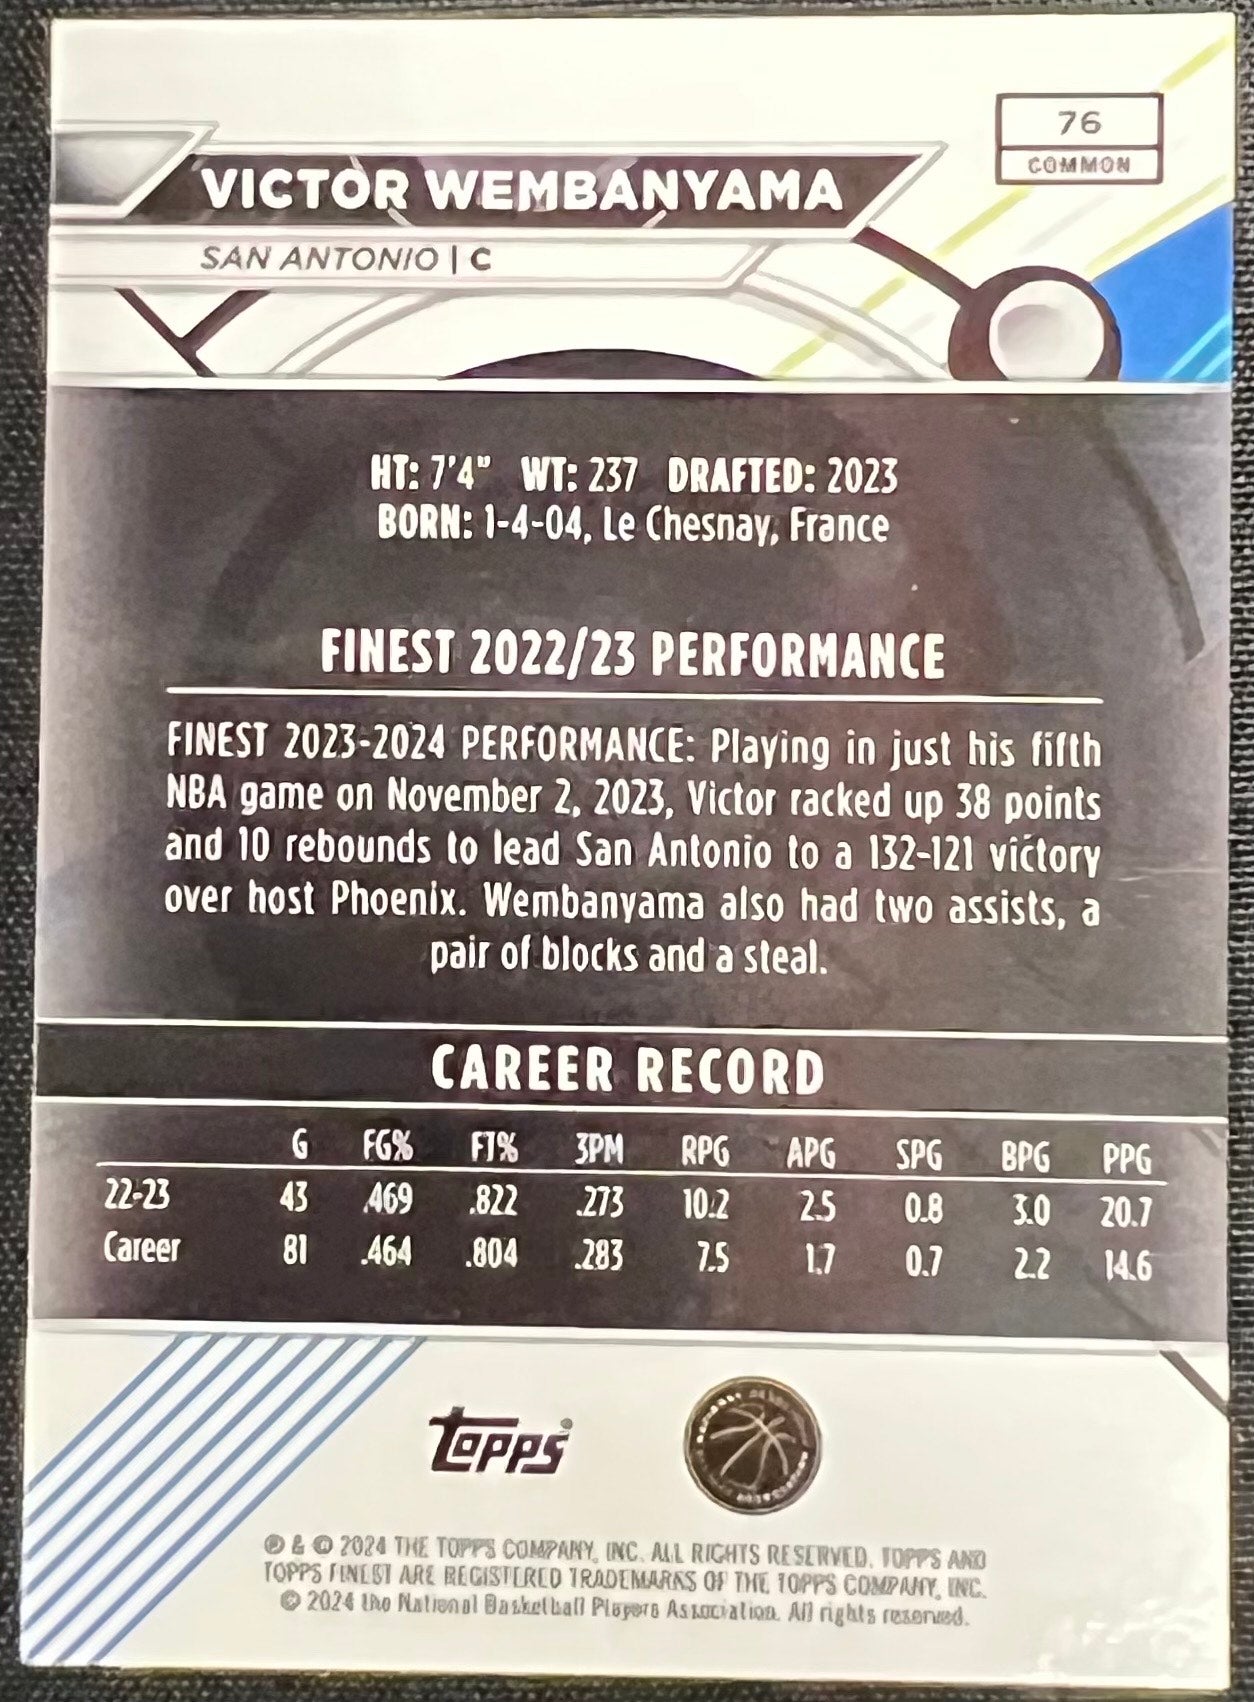 76
COMMON
VICTOR WEMBANYAMA
SAN ANTONIO | C
HT: 7'4" WT: 237 DRAFTED: 2023
BORN: 1-4-04, Le Chesnay, France
FINEST 2022/23 PERFORMANCE
FINEST 2023-2024 PERFORMANCE: Playing in just his fifth
NBA game on November 2, 2023, Victor racked up 38 points
and 10 rebounds to lead San Antonio to a 132-121 victory
over host Phoenix. Wembanyama also had two assists, a
pair of blocks and a steal.
CAREER RECORD
G FG% FT% 3PM RPG APG SPG BPG PPG
22-23 43 .469 .822 .273 10.2 2.5 0.8 3.0 20.7
Career 81 .464 .804 .283 7.5 1.7 0.7 2.2 14.6
Topps
® & © 2024 THE TOPPS COMPANY, INC. ALL RIGHTS RESERVED. TOPPS AND
TOPPS FINEST ARE REGISTERED TRADEMARKS OF THE TOPPS COMPANY, INC.
© 2024 the National Basketball Players Association. All rights reserved.